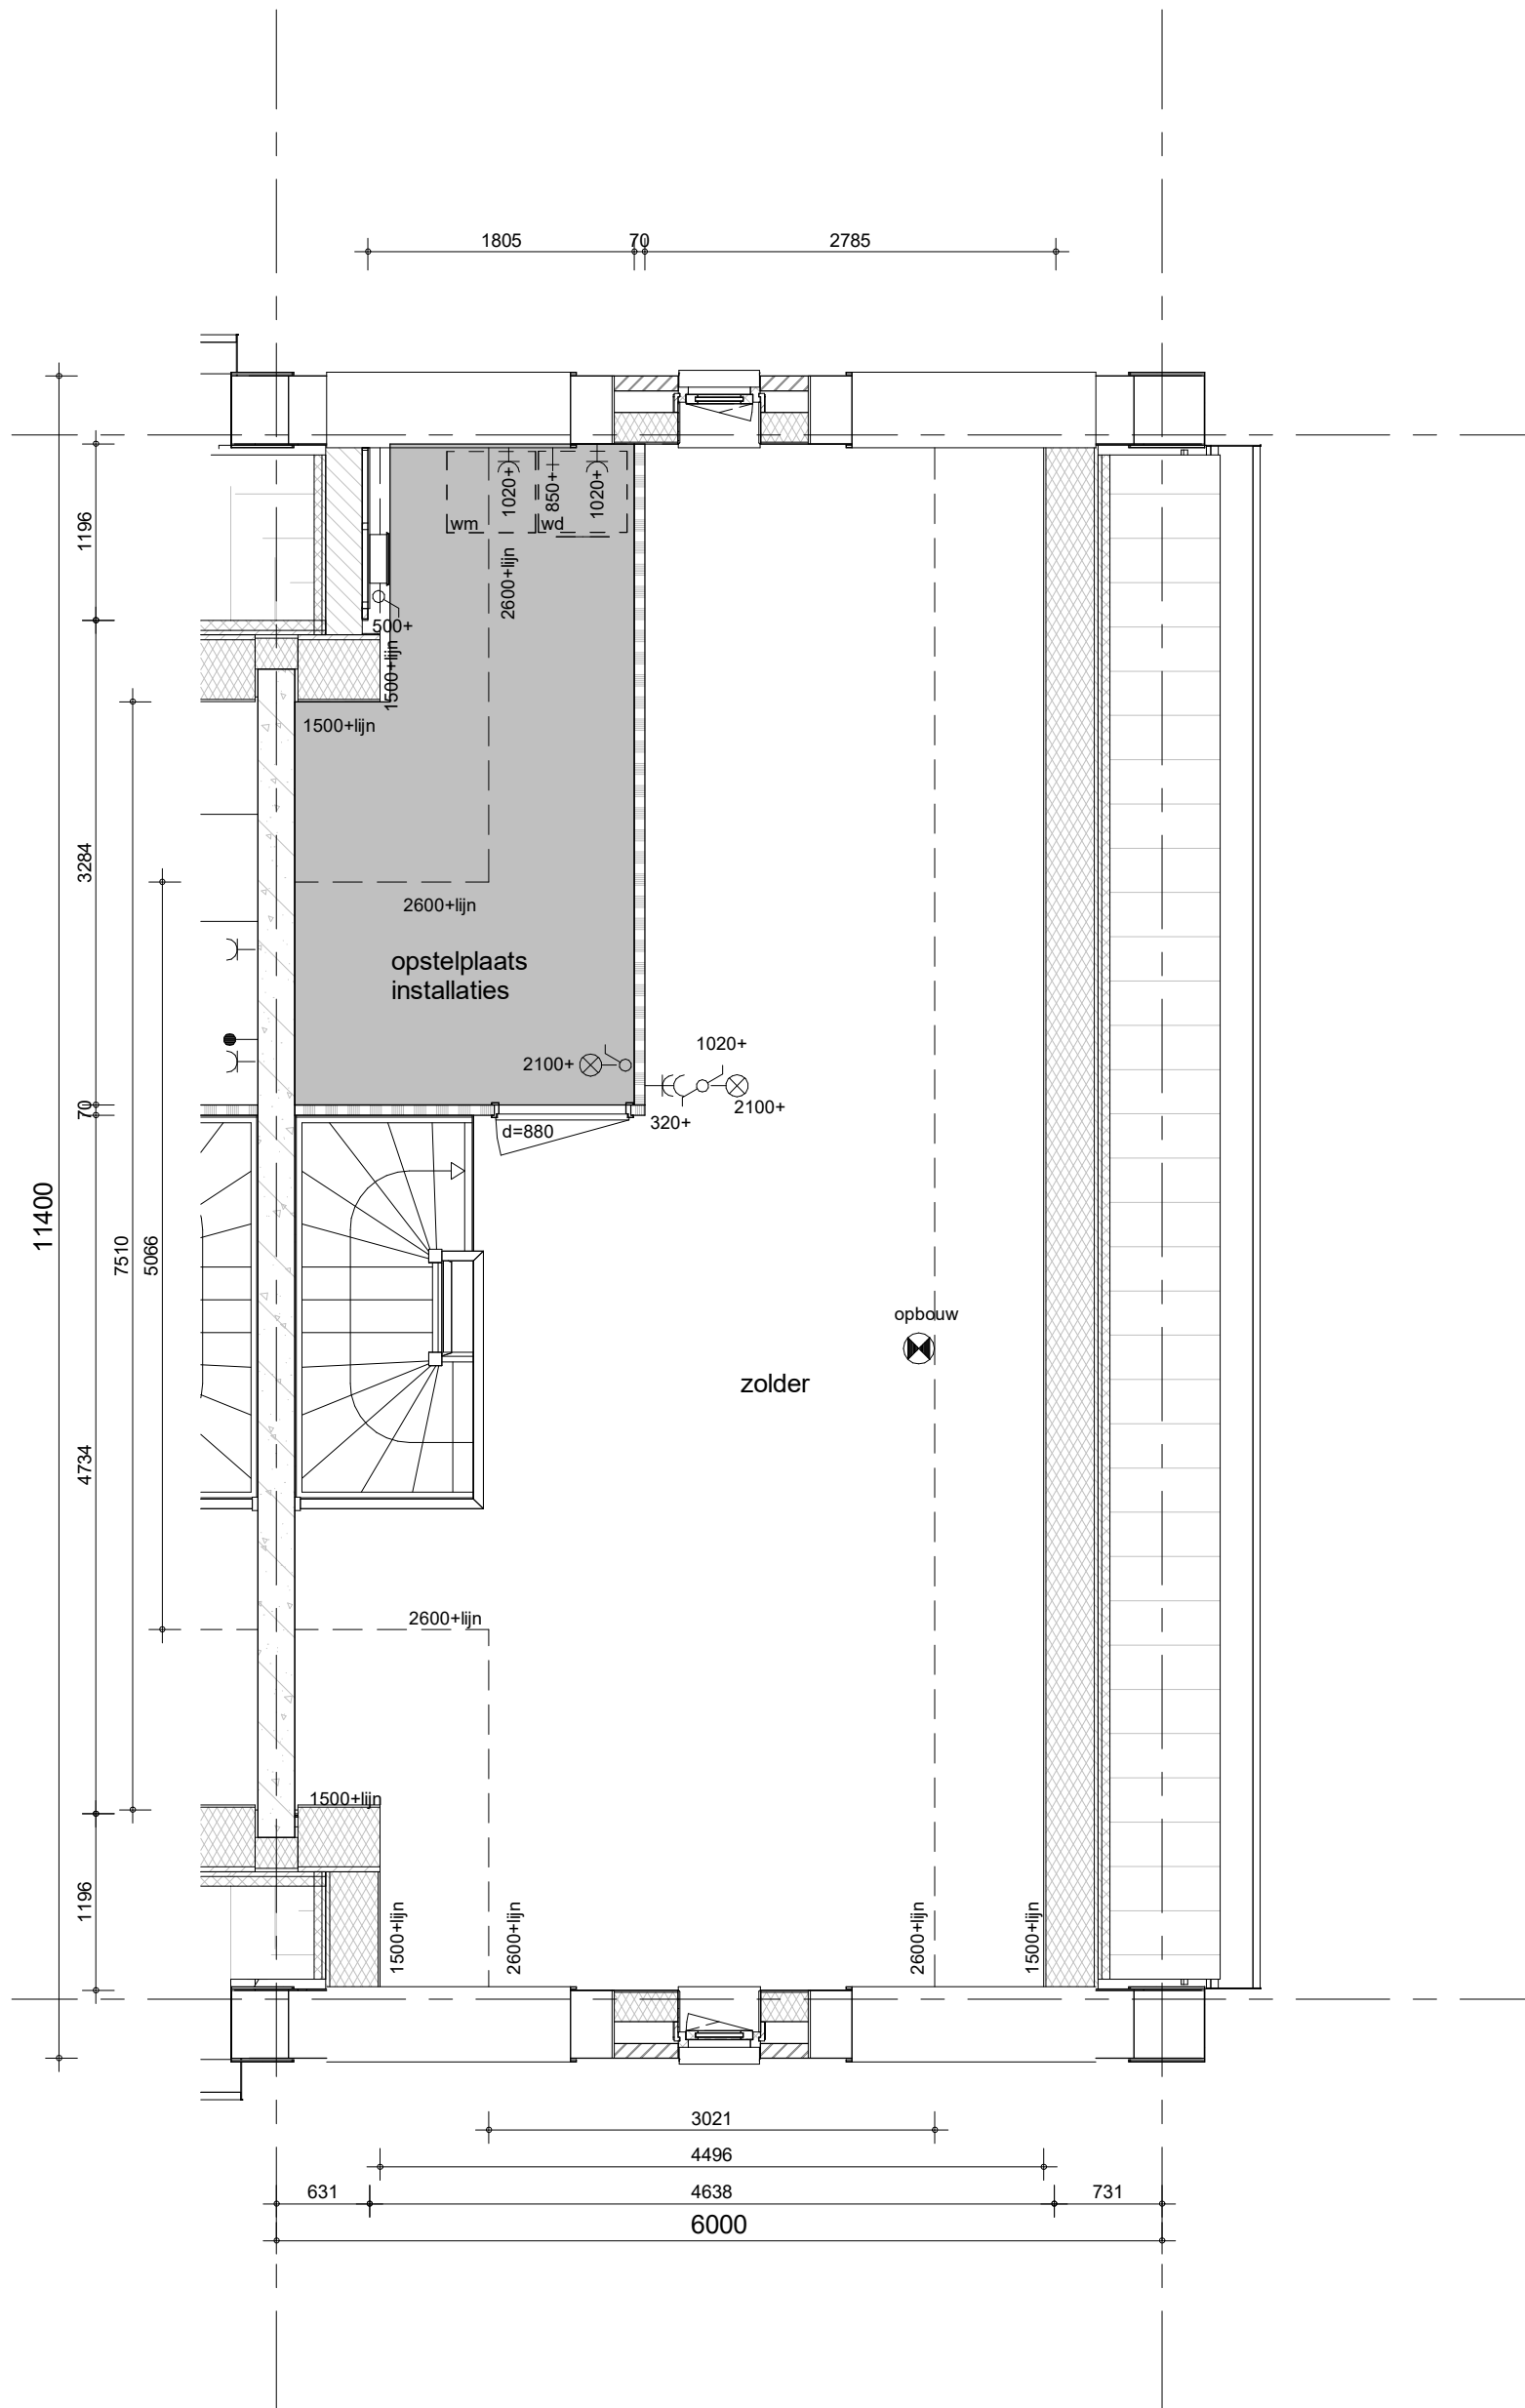 1805
70
2785
1196
1020+
850+
1020+
wm
wd
2600+lijn
500+
1500+lijn
1500+lijn
3284
2600+lijn
opstelplaats
installaties
2100+
1020+
2100+
320+
70
d=880
11400
7510
5066
opbouw
zolder
4734
2600+lijn
1500+lijn
1196
1500+lijn
2600+lijn
2600+lijn
1500+lijn
3021
4496
631
4638
731
6000